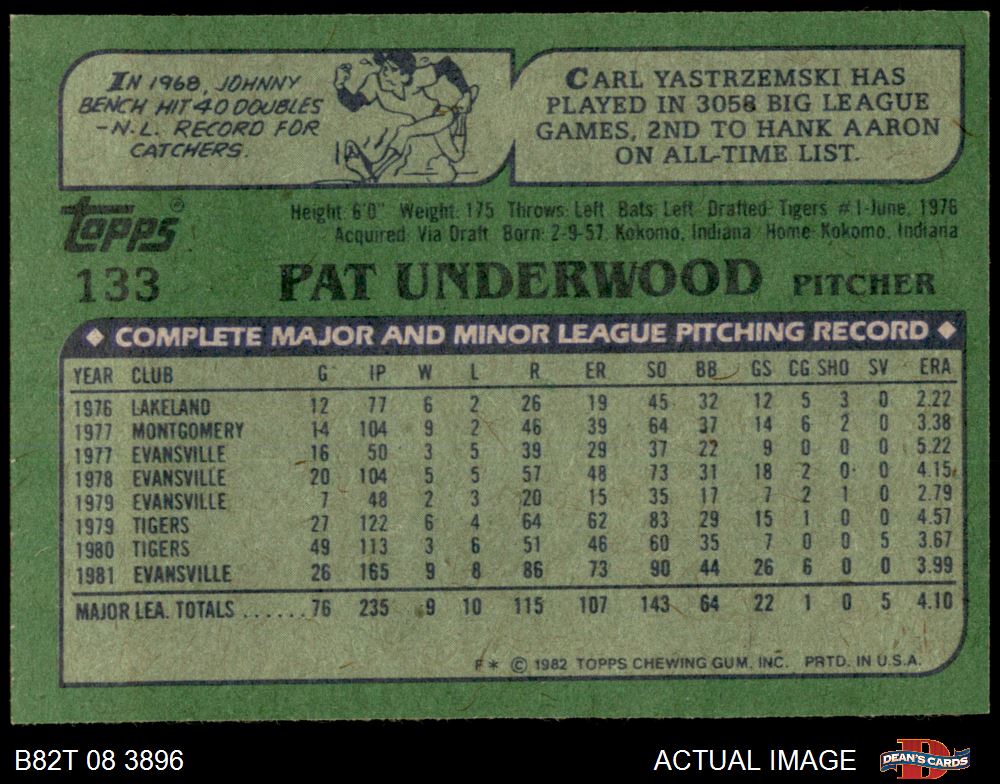 IN 1968, JOHNNY
BENCH HIT 40 DOUBLES
-N.L. RECORD FOR
CATCHERS.
CARL YASTRZEMSKI HAS
PLAYED IN 3058 BIG LEAGUE
GAMES, 2ND TO HANK AARON
ON ALL-TIME LIST.
topps®
Height: 6'0" Weight: 175 Throws: Left Bats: Left Drafted: Tigers #1-June, 1976
Acquired: Via Draft Born: 2-9-57, Kokomo, Indiana Home: Kokomo, Indiana
133 PAT UNDERWOOD PITCHER
COMPLETE MAJOR AND MINOR LEAGUE PITCHING RECORD
YEAR CLUB G IP W L R ER SO BB GS CG SHO SV ERA
1976 LAKELAND 12 77 6 2 26 19 45 32 12 5 3 0 2.22
1977 MONTGOMERY 14 104 9 2 46 39 64 37 14 6 2 0 3.38
1977 EVANSVILLE 16 50 3 5 39 29 37 22 9 0 0 0 5.22
1978 EVANSVILLE 20 104 5 5 57 48 73 31 18 2 0 0 4.15
1979 EVANSVILLE 7 48 2 3 20 15 35 17 7 2 1 0 2.79
1979 TIGERS 27 122 6 4 64 62 83 29 15 1 0 0 4.57
1980 TIGERS 49 113 3 6 51 46 60 35 7 0 0 5 3.67
1981 EVANSVILLE 26 165 9 8 86 73 90 44 26 6 0 0 3.99
MAJOR LEA. TOTALS ...... 76 235 9 10 115 107 143 64 22 1 0 5 4.10
F* © 1982 TOPPS CHEWING GUM, INC. PRTD. IN U.S.A.
B82T 08 3896 ACTUAL IMAGE
D
DEAN'S CARDS